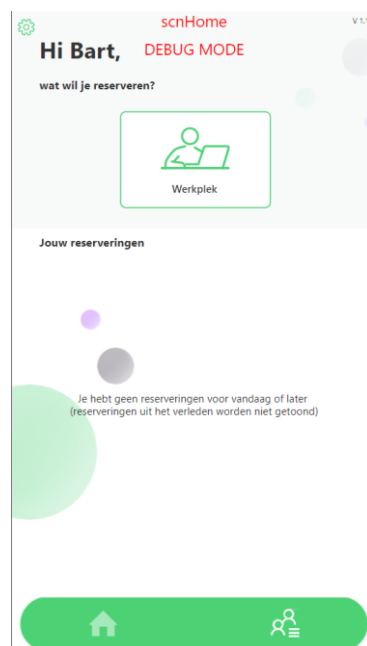 scnHome
V 1.1
Hi Bart,
DEBUG MODE
wat wil je reserveren?
Werkplek
Jouw reserveringen
Je hebt geen reserveringen voor vandaag of later
(reserveringen uit het verleden worden niet getoond)